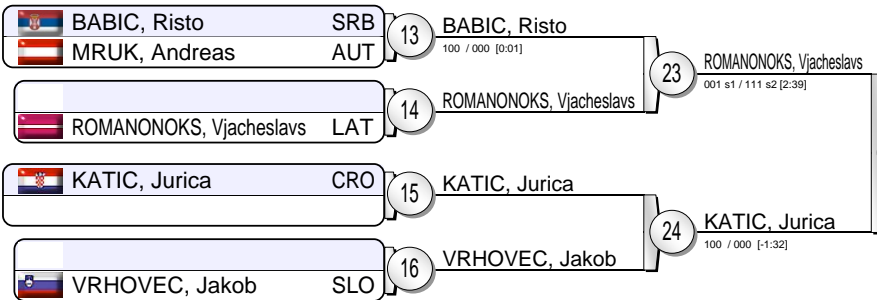 BABIC, Risto SRB
MRUK, Andreas AUT
13
BABIC, Risto
100 / 000 [0:01]
ROMANONOKS, Vjacheslavs LAT
14
ROMANONOKS, Vjacheslavs
23
ROMANONOKS, Vjacheslavs
001 s1 / 111 s2 [2:39]
KATIC, Jurica CRO
15
KATIC, Jurica
VRHOVEC, Jakob SLO
16
VRHOVEC, Jakob
24
KATIC, Jurica
100 / 000 [-1:32]